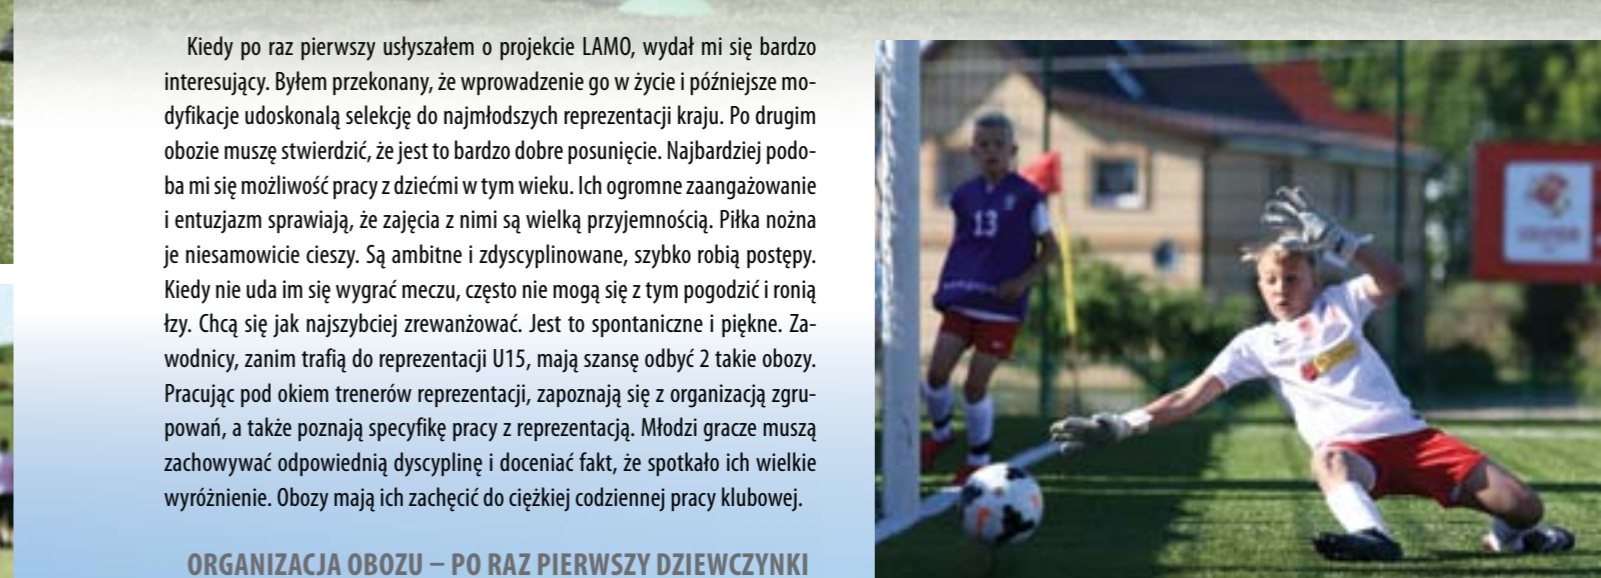 Kiedy po raz pierwszy usłyszałem o projekcie LAMO, wydał mi się bardzo
interesujący. Byłem przekonany, że wprowadzenie go w życie i późniejsze mo-
dyfikacje udoskonalą selekcję do najmłodszych reprezentacji kraju. Po drugim
obozie muszę stwierdzić, że jest to bardzo dobre posunięcie. Najbardziej podo-
ba mi się możliwość pracy z dziećmi w tym wieku. Ich ogromne zaangażowanie
i entuzjazm sprawiają, że zajęcia z nimi są wielką przyjemnością. Piłka nożna
je niesamowicie cieszy. Są ambitne i zdyscyplinowane, szybko robią postępy.
Kiedy nie uda im się wygrać meczu, często nie mogą się z tym pogodzić i ronią
łzy. Chcą się jak najszybciej zrewanżować. Jest to spontaniczne i piękne. Za-
wodnicy, zanim trafią do reprezentacji U15, mają szansę odbyć 2 takie obozy.
Pracując pod okiem trenerów reprezentacji, zapoznają się z organizacją zgru-
powań, a także poznają specyfikę pracy z reprezentacją. Młodzi gracze muszą
zachowywać odpowiednią dyscyplinę i doceniać fakt, że spotkało ich wielkie
wyróżnienie. Obozy mają ich zachęcić do ciężkiej codziennej pracy klubowej.
ORGANIZACJA OBOZU – PO RAZ PIERWSZY DZIEWCZYNKI
13